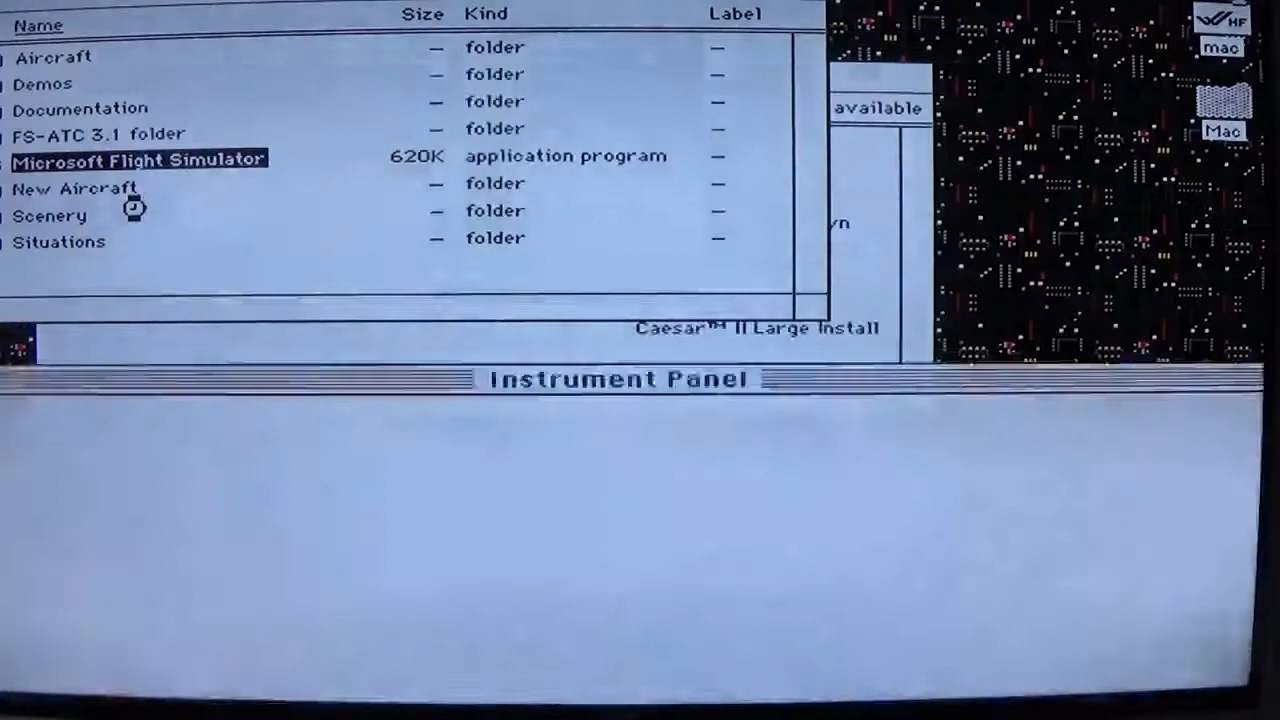 Name Size Kind Label
Aircraft — folder —
Demos — folder —
Documentation — folder —
FS-ATC 3.1 folder — folder —
Microsoft Flight Simulator 620K application program —
New Aircraft — folder —
Scenery — folder —
Situations — folder —
available
Caesar™ II Large Install
Instrument Panel
HF
mac
Mac